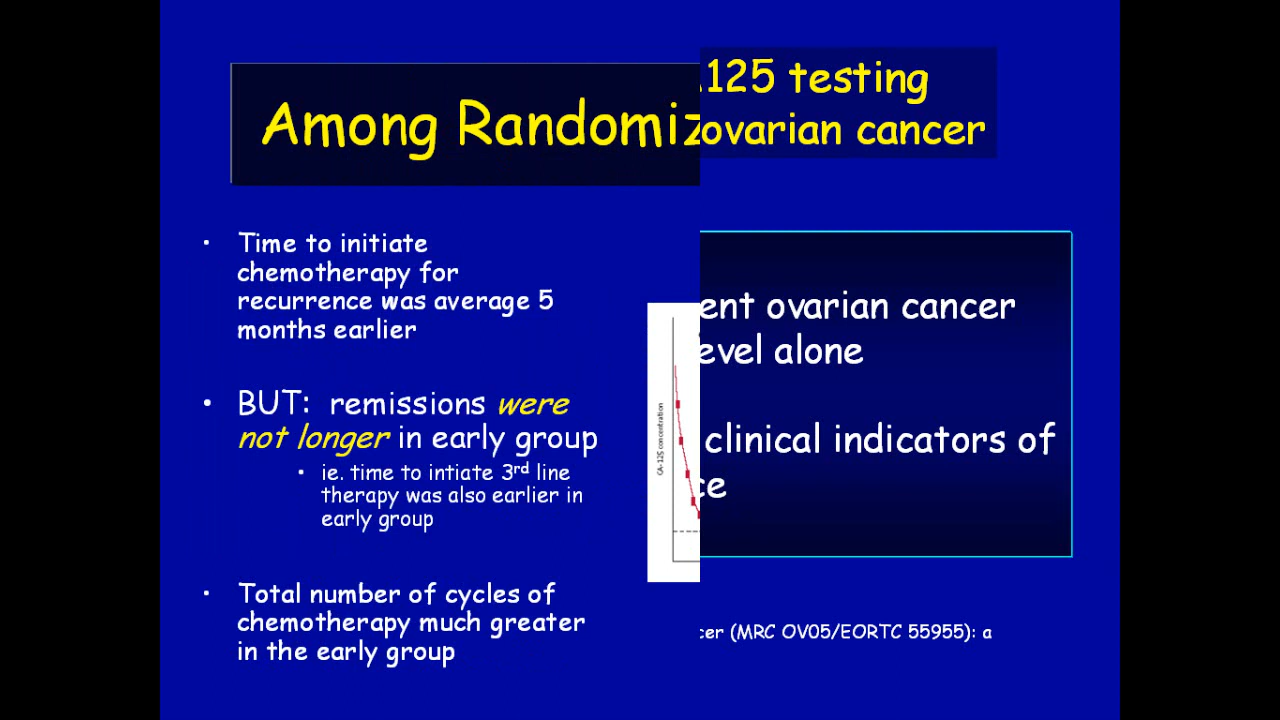 Among Randomiz
.125 testing
ovarian cancer
• Time to initiate
chemotherapy for
recurrence was average 5
months earlier
• BUT: remissions were
not longer in early group
• ie. time to intiate 3rd line
therapy was also earlier in
early group
• Total number of cycles of
chemotherapy much greater
in the early group
CA-125 concentration
ent ovarian cancer
evel alone
clinical indicators of
ce
cer (MRC OV05/EORTC 55955): a